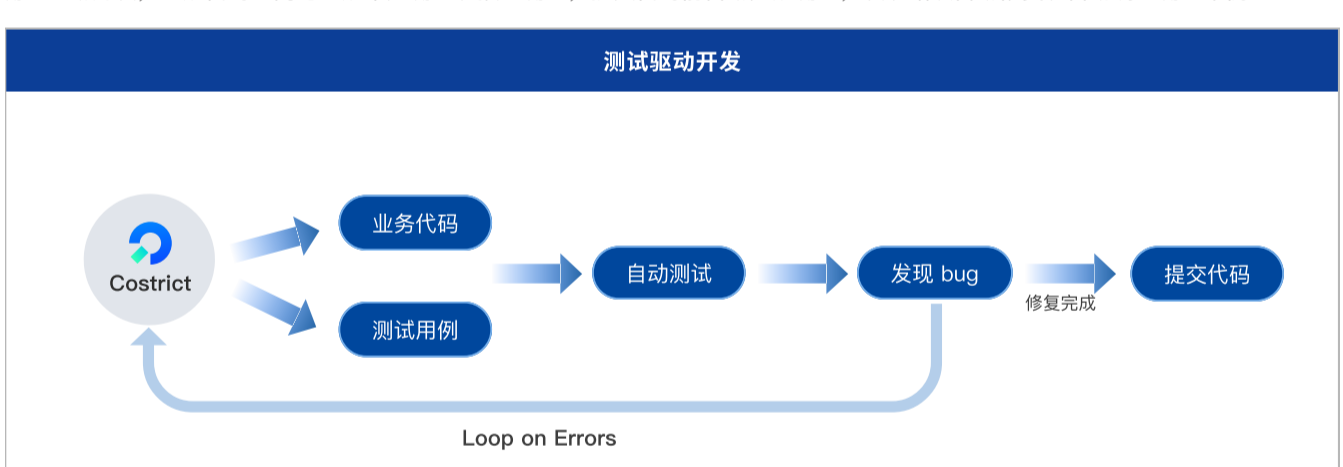 测试驱动开发
业务代码
Costrict
自动测试
发现 bug
提交代码
修复完成
测试用例
Loop on Errors